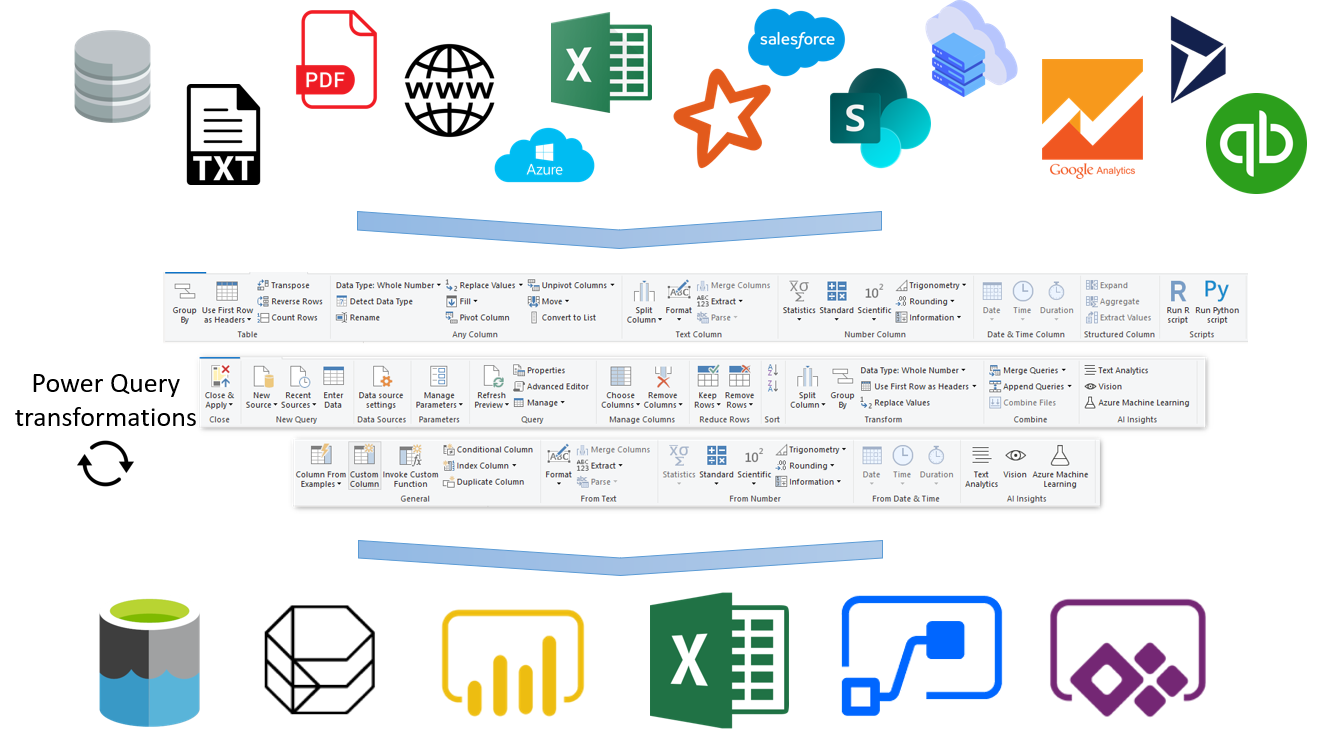 PDF
TXT
WWW
Azure
X
salesforce
S
Google Analytics
qb
Group By
Use First Row as Headers
Transpose
Reverse Rows
Count Rows
Table
Data Type: Whole Number
Detect Data Type
Rename
Replace Values
Fill
Pivot Column
Unpivot Columns
Move
Convert to List
Any Column
Split Column
Format
Merge Columns
Extract
Parse
Text Column
Statistics
Standard
Scientific
Trigonometry
Rounding
Information
Number Column
Date
Time
Duration
Date & Time Column
Expand
Aggregate
Extract Values
Structured Column
R
Run R script
Py
Run Python script
Scripts
Power Query
transformations
Close & Apply
Close
New Source
Recent Sources
Enter Data
New Query
Data source settings
Data Sources
Manage Parameters
Parameters
Refresh Preview
Properties
Advanced Editor
Manage
Query
Choose Columns
Remove Columns
Manage Columns
Keep Rows
Remove Rows
Reduce Rows
Sort
Split Column
Group By
Data Type: Whole Number
Use First Row as Headers
Replace Values
Transform
Merge Queries
Append Queries
Combine Files
Combine
Text Analytics
Vision
Azure Machine Learning
AI Insights
Column From Examples
Custom Column
Invoke Custom Function
Conditional Column
Index Column
Duplicate Column
General
Format
Merge Columns
Extract
Parse
From Text
Statistics
Standard
Scientific
Trigonometry
Rounding
Information
From Number
Date
Time
Duration
From Date & Time
Text Analytics
Vision
Azure Machine Learning
AI Insights
X